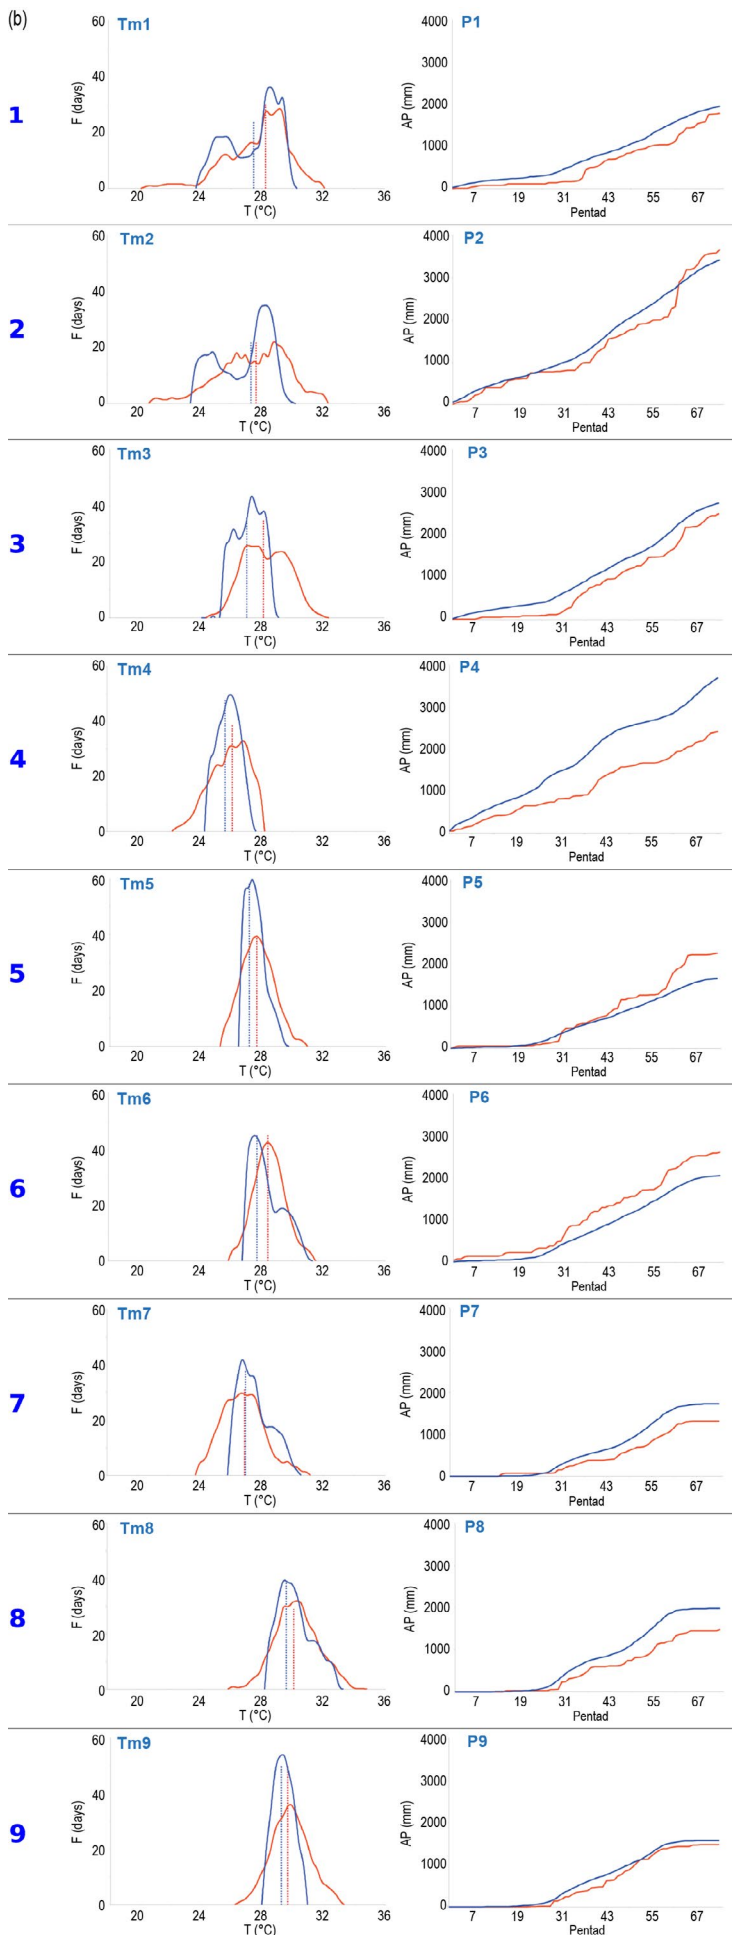 (b)
Tm1
P1
1
F (days)
60
40
20
0
20 24 28 32 36
T (°C)
AP (mm)
4000
3000
2000
1000
0
7 19 31 43 55 67
Pentad
Tm2
P2
2
F (days)
60
40
20
0
20 24 28 32 36
T (°C)
AP (mm)
4000
3000
2000
1000
0
7 19 31 43 55 67
Pentad
Tm3
P3
3
F (days)
60
40
20
0
20 24 28 32 36
T (°C)
AP (mm)
4000
3000
2000
1000
0
7 19 31 43 55 67
Pentad
Tm4
P4
4
F (days)
60
40
20
0
20 24 28 32 36
T (°C)
AP (mm)
4000
3000
2000
1000
0
7 19 31 43 55 67
Pentad
Tm5
P5
5
F (days)
60
40
20
0
20 24 28 32 36
T (°C)
AP (mm)
4000
3000
2000
1000
0
7 19 31 43 55 67
Pentad
Tm6
P6
6
F (days)
60
40
20
0
20 24 28 32 36
T (°C)
AP (mm)
4000
3000
2000
1000
0
7 19 31 43 55 67
Pentad
Tm7
P7
7
F (days)
60
40
20
0
20 24 28 32 36
T (°C)
AP (mm)
4000
3000
2000
1000
0
7 19 31 43 55 67
Pentad
Tm8
P8
8
F (days)
60
40
20
0
20 24 28 32 36
T (°C)
AP (mm)
4000
3000
2000
1000
0
7 19 31 43 55 67
Pentad
Tm9
P9
9
F (days)
60
40
20
0
20 24 28 32 36
T (°C)
AP (mm)
4000
3000
2000
1000
0
7 19 31 43 55 67
Pentad